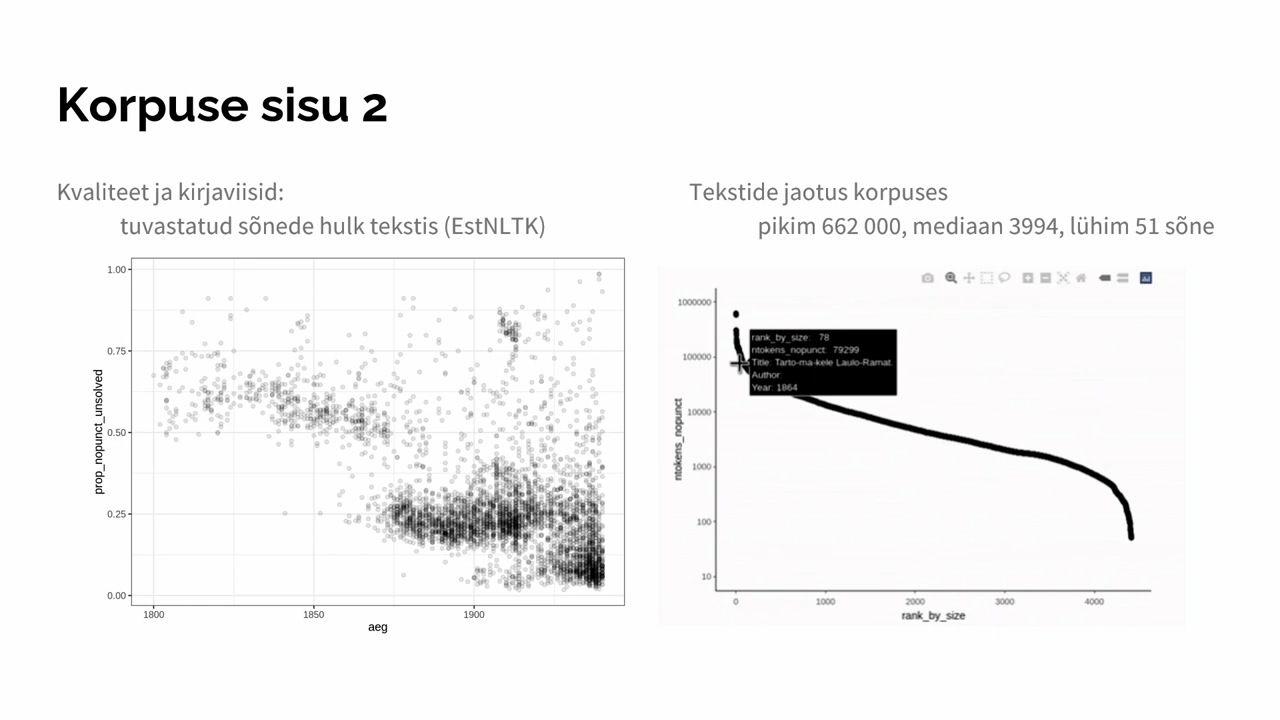 Korpuse sisu 2
Kvaliteet ja kirjaviisid:
tuvastatud sõnede hulk tekstis (EstNLTK)
prop_nopunct_unsolved
1.00
0.75
0.50
0.25
0.00
1800
1850
1900
aeg
Tekstide jaotus korpuses
pikim 662 000, mediaan 3994, lühim 51 sõne
ntokens_nopunct
1000000
100000
10000
1000
100
10
rank_by_size: 78
ntokens_nopunct: 79299
Title: Tarto-ma-kele Laulo-Ramat.
Author:
Year: 1864
0
1000
2000
3000
4000
rank_by_size